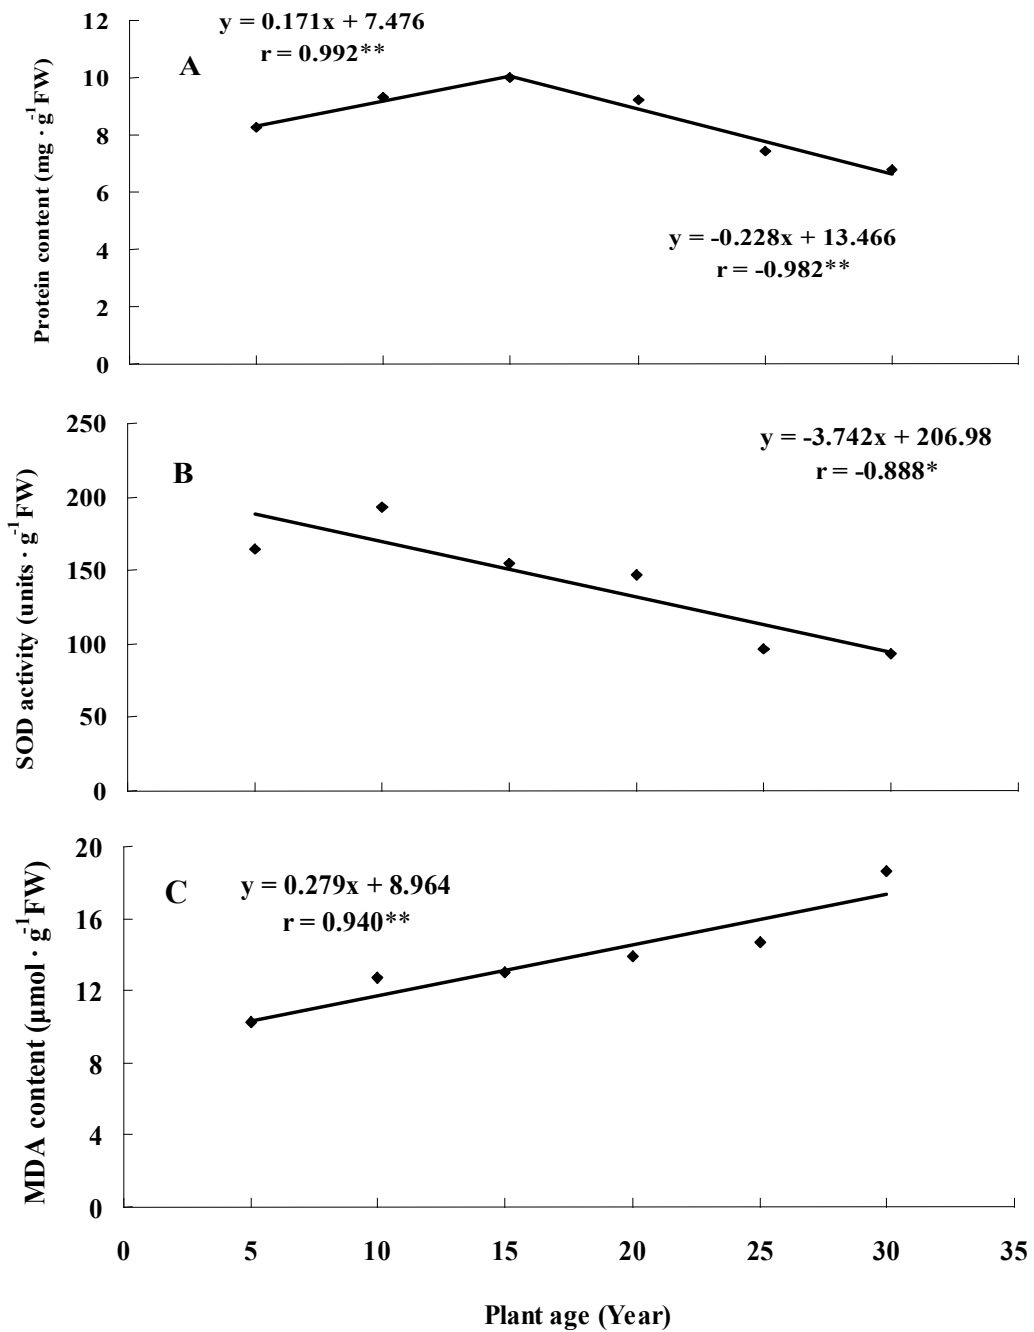 y = 0.171x + 7.476
r = 0.992**
A
Protein content (mg · g⁻¹FW)
12
10
8
6
4
2
0
y = -0.228x + 13.466
r = -0.982**
B
SOD activity (units · g⁻¹FW)
250
200
150
100
50
0
y = -3.742x + 206.98
r = -0.888*
C
MDA content (μmol · g⁻¹FW)
20
16
12
8
4
0
y = 0.279x + 8.964
r = 0.940**
0 5 10 15 20 25 30 35
Plant age (Year)